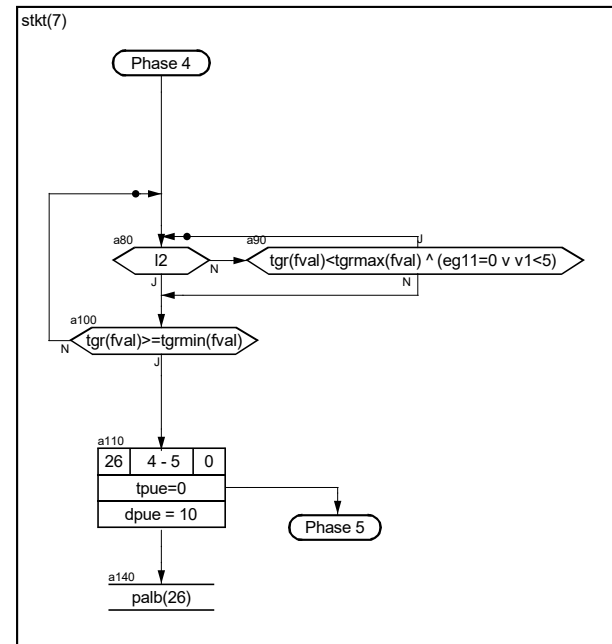 stkt(7)
Phase 4
a80
I2
N
J
a90
J
tgr(fval)<tgrmax(fval) ^ (eg11=0 v v1<5)
N
a100
tgr(fval)>=tgrmin(fval)
N
J
a110
26 4 - 5 0
tpue=0
dpue = 10
Phase 5
a140
palb(26)